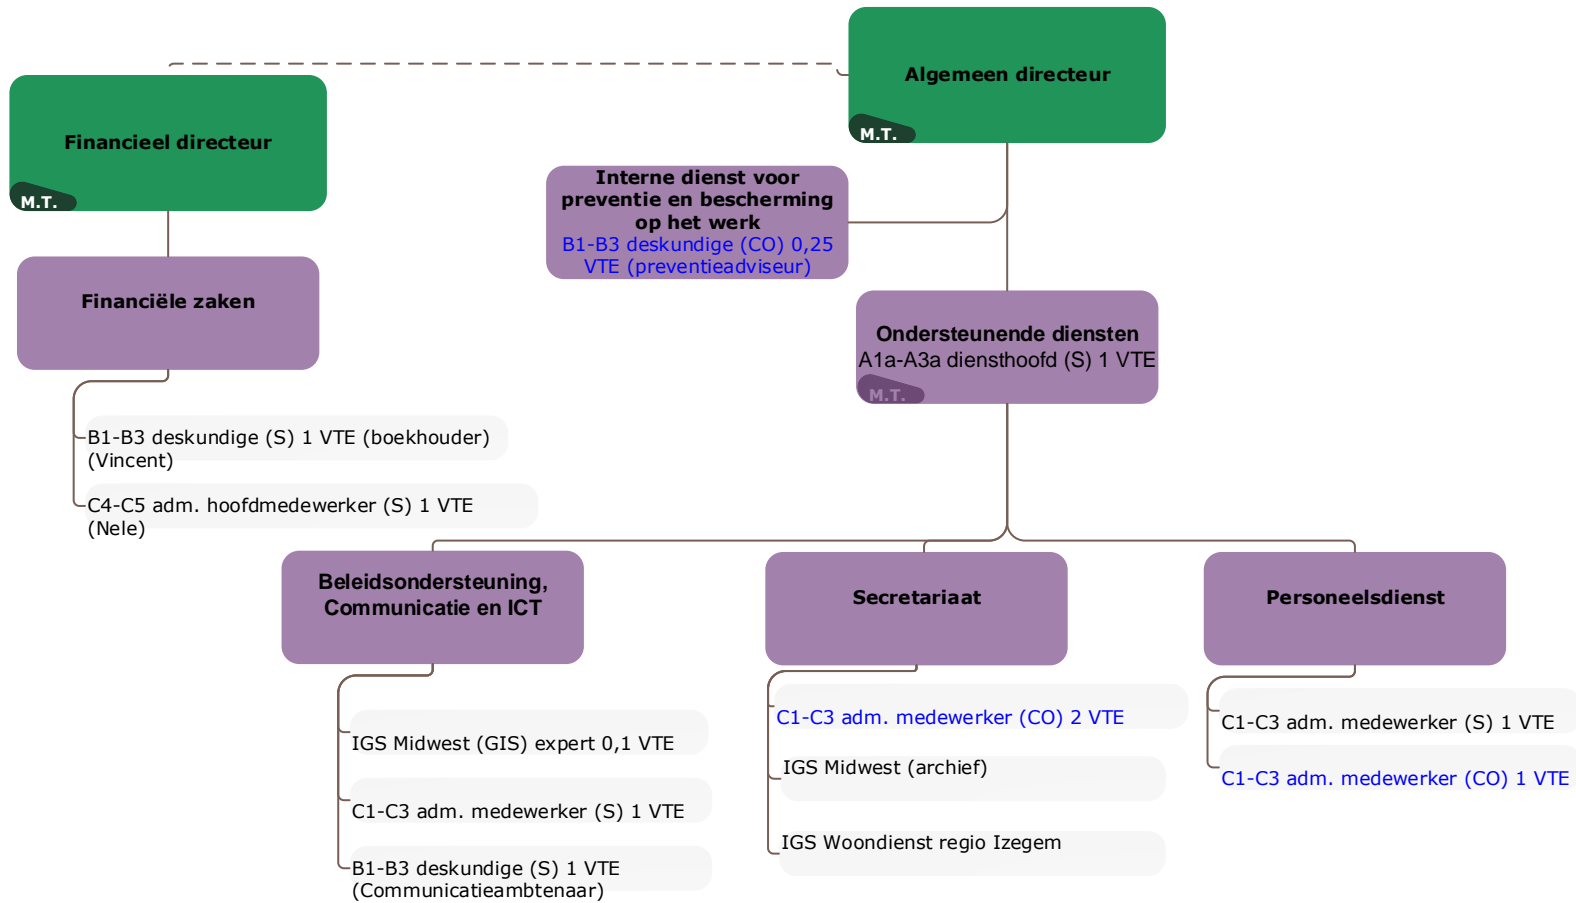 Algemeen directeur
M.T.
Financieel directeur
M.T.
Interne dienst voor
preventie en bescherming
op het werk
B1-B3 deskundige (CO) 0,25
VTE (preventieadviseur)
Financiële zaken
Ondersteunende diensten
A1a-A3a diensthoofd (S) 1 VTE
M.T.
B1-B3 deskundige (S) 1 VTE (boekhouder)
(Vincent)
C4-C5 adm. hoofdmedewerker (S) 1 VTE
(Nele)
Beleidsondersteuning,
Communicatie en ICT
Secretariaat
Personeelsdienst
IGS Midwest (GIS) expert 0,1 VTE
C1-C3 adm. medewerker (S) 1 VTE
B1-B3 deskundige (S) 1 VTE
(Communicatieambtenaar)
C1-C3 adm. medewerker (CO) 2 VTE
IGS Midwest (archief)
IGS Woondienst regio Izegem
C1-C3 adm. medewerker (S) 1 VTE
C1-C3 adm. medewerker (CO) 1 VTE